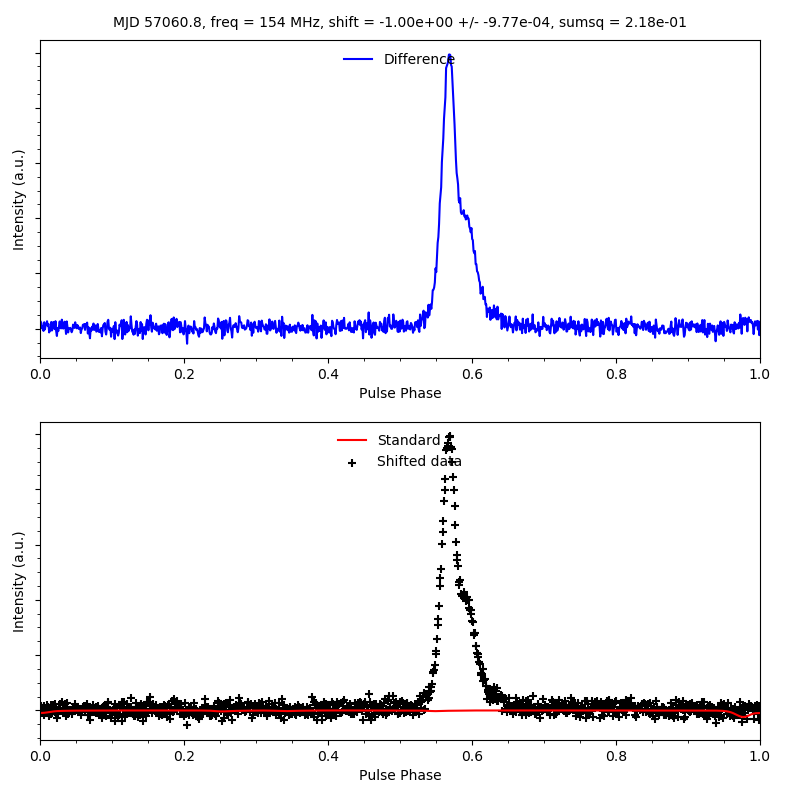 MJD 57060.8, freq = 154 MHz, shift = -1.00e+00 +/- -9.77e-04, sumsq = 2.18e-01
Difference
Intensity (a.u.)
0.0 0.2 0.4 0.6 0.8 1.0
Pulse Phase
Standard
Shifted data
Intensity (a.u.)
0.0 0.2 0.4 0.6 0.8 1.0
Pulse Phase